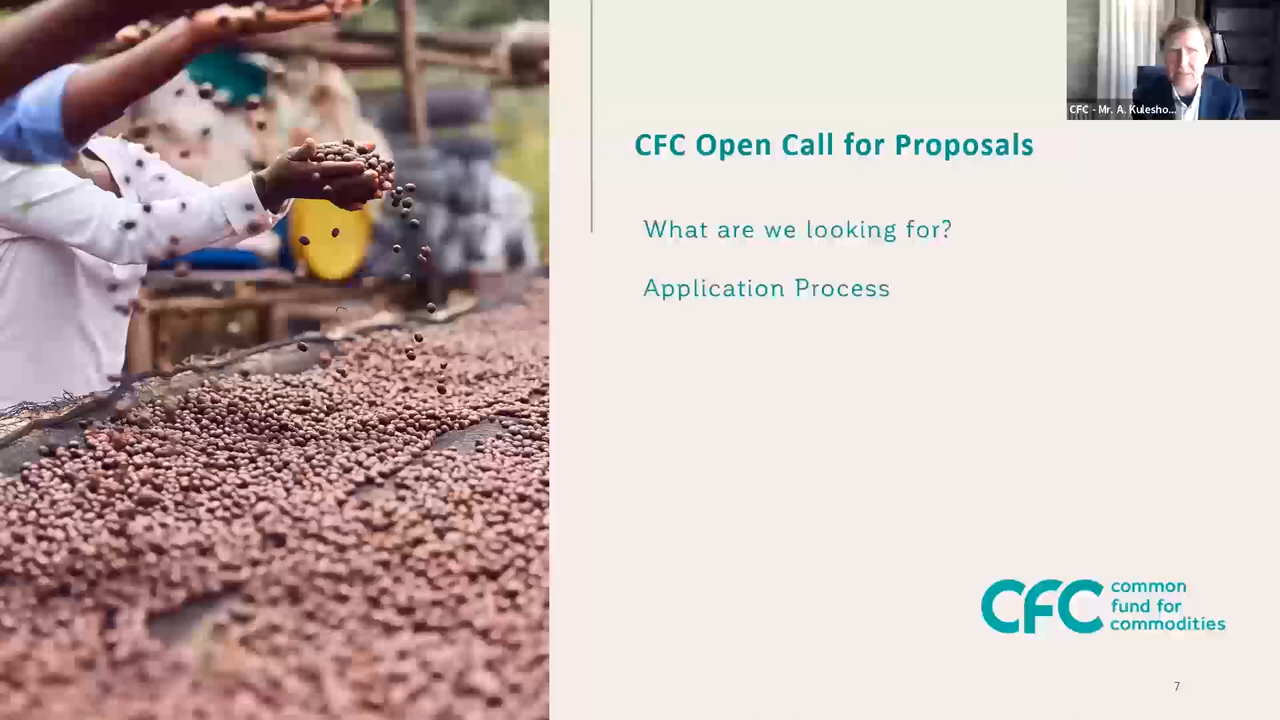 CFC - Mr. A. Kulesho...
CFC Open Call for Proposals
What are we looking for?
Application Process
CFC common
fund for
commodities
7